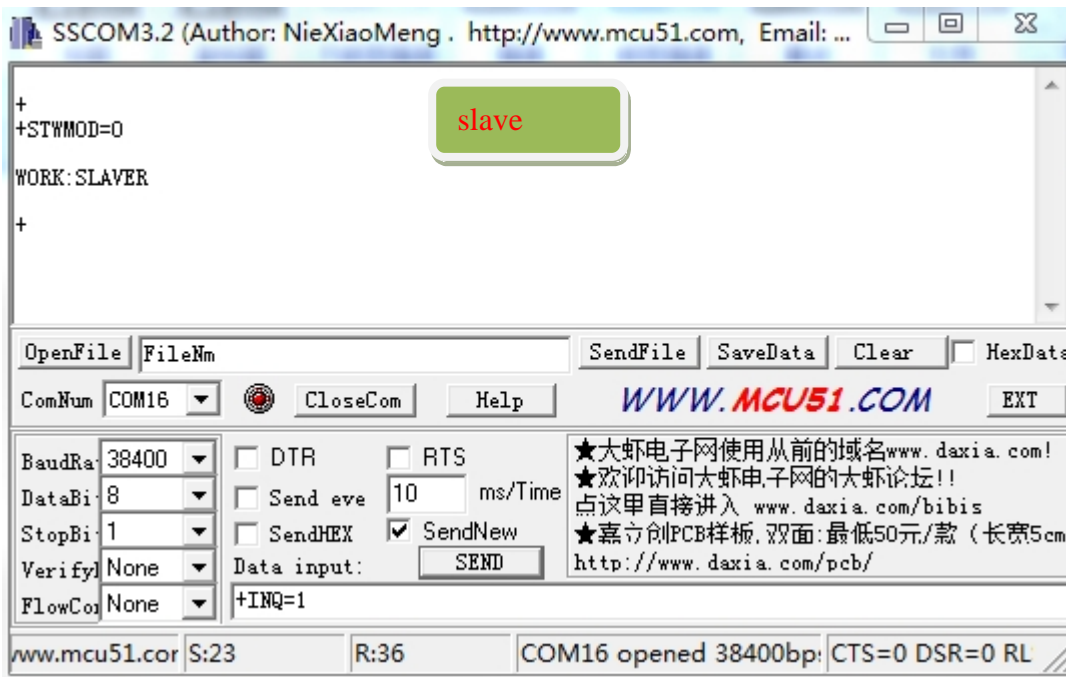 SSCOM3.2 (Author: NieXiaoMeng . http://www.mcu51.com, Email: ...
+
+STWMOD=0
WORK:SLAVER
+
slave
OpenFile FileNm SendFile SaveData Clear HexData
ComNum COM16 CloseCom Help WWW.MCU51.COM EXT
BaudRa 38400 DTR RTS
DataBi 8 Send eve 10 ms/Time
StopBi 1 SendHEX SendNew
Verify None Data input: SEND
FlowCo None +INQ=1
★大虾电子网使用从前的域名www.daxia.com!
★欢迎访问大虾电子网的大虾论坛!!
点这里直接进入 www.daxia.com/bibis
★嘉立创PCB样板,双面:最低50元/款(长宽5cm
http://www.daxia.com/pcb/
www.mcu51.cor S:23 R:36 COM16 opened 38400bp CTS=0 DSR=0 RL